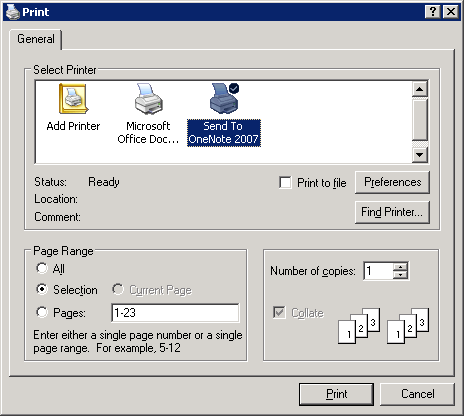 Print
General
Select Printer
Add Printer
Microsoft
Office Doc...
Send To
OneNote 2007
Status: Ready
Location:
Comment:
Print to file
Preferences
Find Printer...
Page Range
All
Selection
Current Page
Pages: 1-23
Enter either a single page number or a single
page range. For example, 5-12
Number of copies: 1
Collate
1 2 3 1 2 3
Print
Cancel